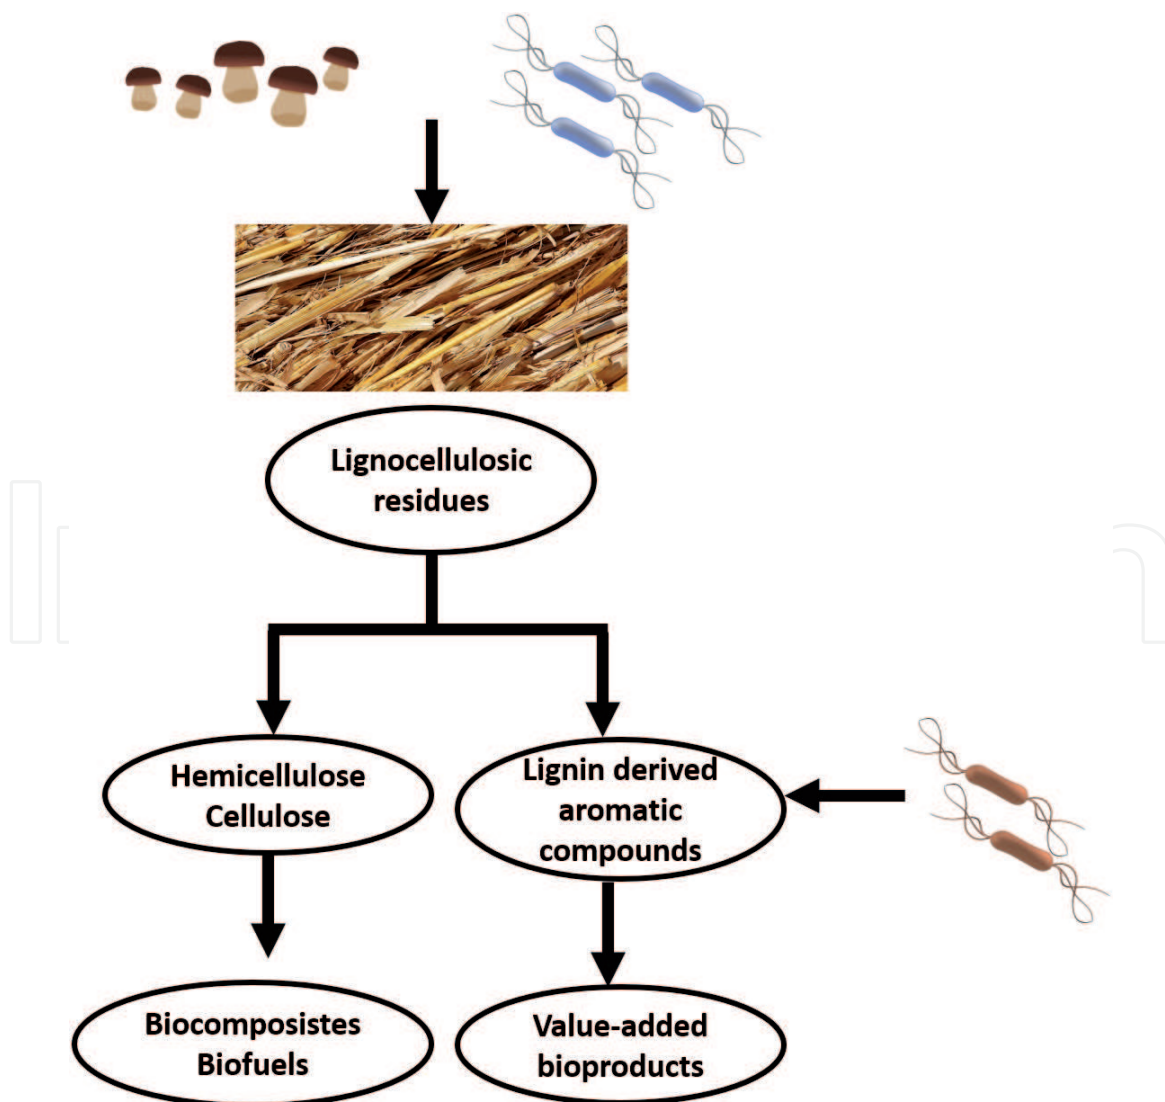 Lignocellulosic
residues
Hemicellulose
Cellulose
Lignin derived
aromatic
compounds
Biocomposistes
Biofuels
Value-added
bioproducts